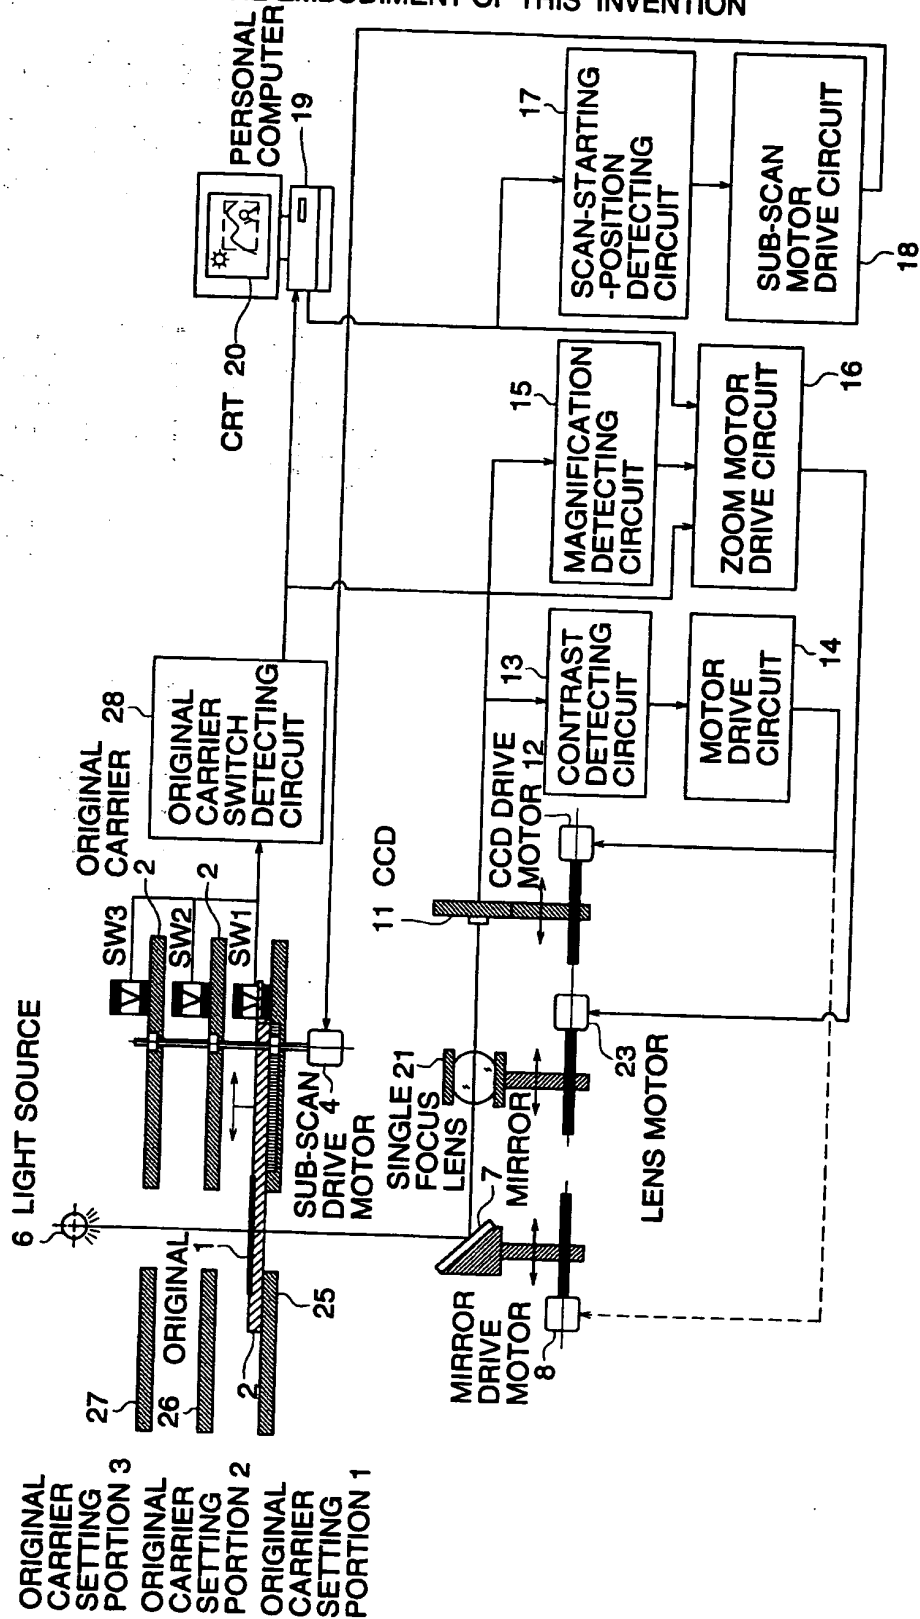 EMBODIMENT OF THIS INVENTION
PERSONAL
COMPUTER
19
CRT 20
17
SCAN-STARTING
-POSITION
DETECTING
CIRCUIT
SUB-SCAN
MOTOR
DRIVE CIRCUIT
18
15
MAGNIFICATION
DETECTING
CIRCUIT
ZOOM MOTOR
DRIVE CIRCUIT
16
13
CONTRAST
DETECTING
CIRCUIT
MOTOR
DRIVE
CIRCUIT
14
28
ORIGINAL
CARRIER
SWITCH
DETECTING
CIRCUIT
ORIGINAL
CARRIER
2
2
SW3
SW2
SW1
6 LIGHT SOURCE
SUB-SCAN 4
DRIVE
MOTOR
11 CCD
CCD DRIVE
MOTOR 12
SINGLE 21
FOCUS
LENS
7 MIRROR
23
LENS MOTOR
MIRROR
DRIVE
MOTOR
8
ORIGINAL
1
25
2
26
27
ORIGINAL
CARRIER
SETTING
PORTION 3
ORIGINAL
CARRIER
SETTING
PORTION 2
ORIGINAL
CARRIER
SETTING
PORTION 1